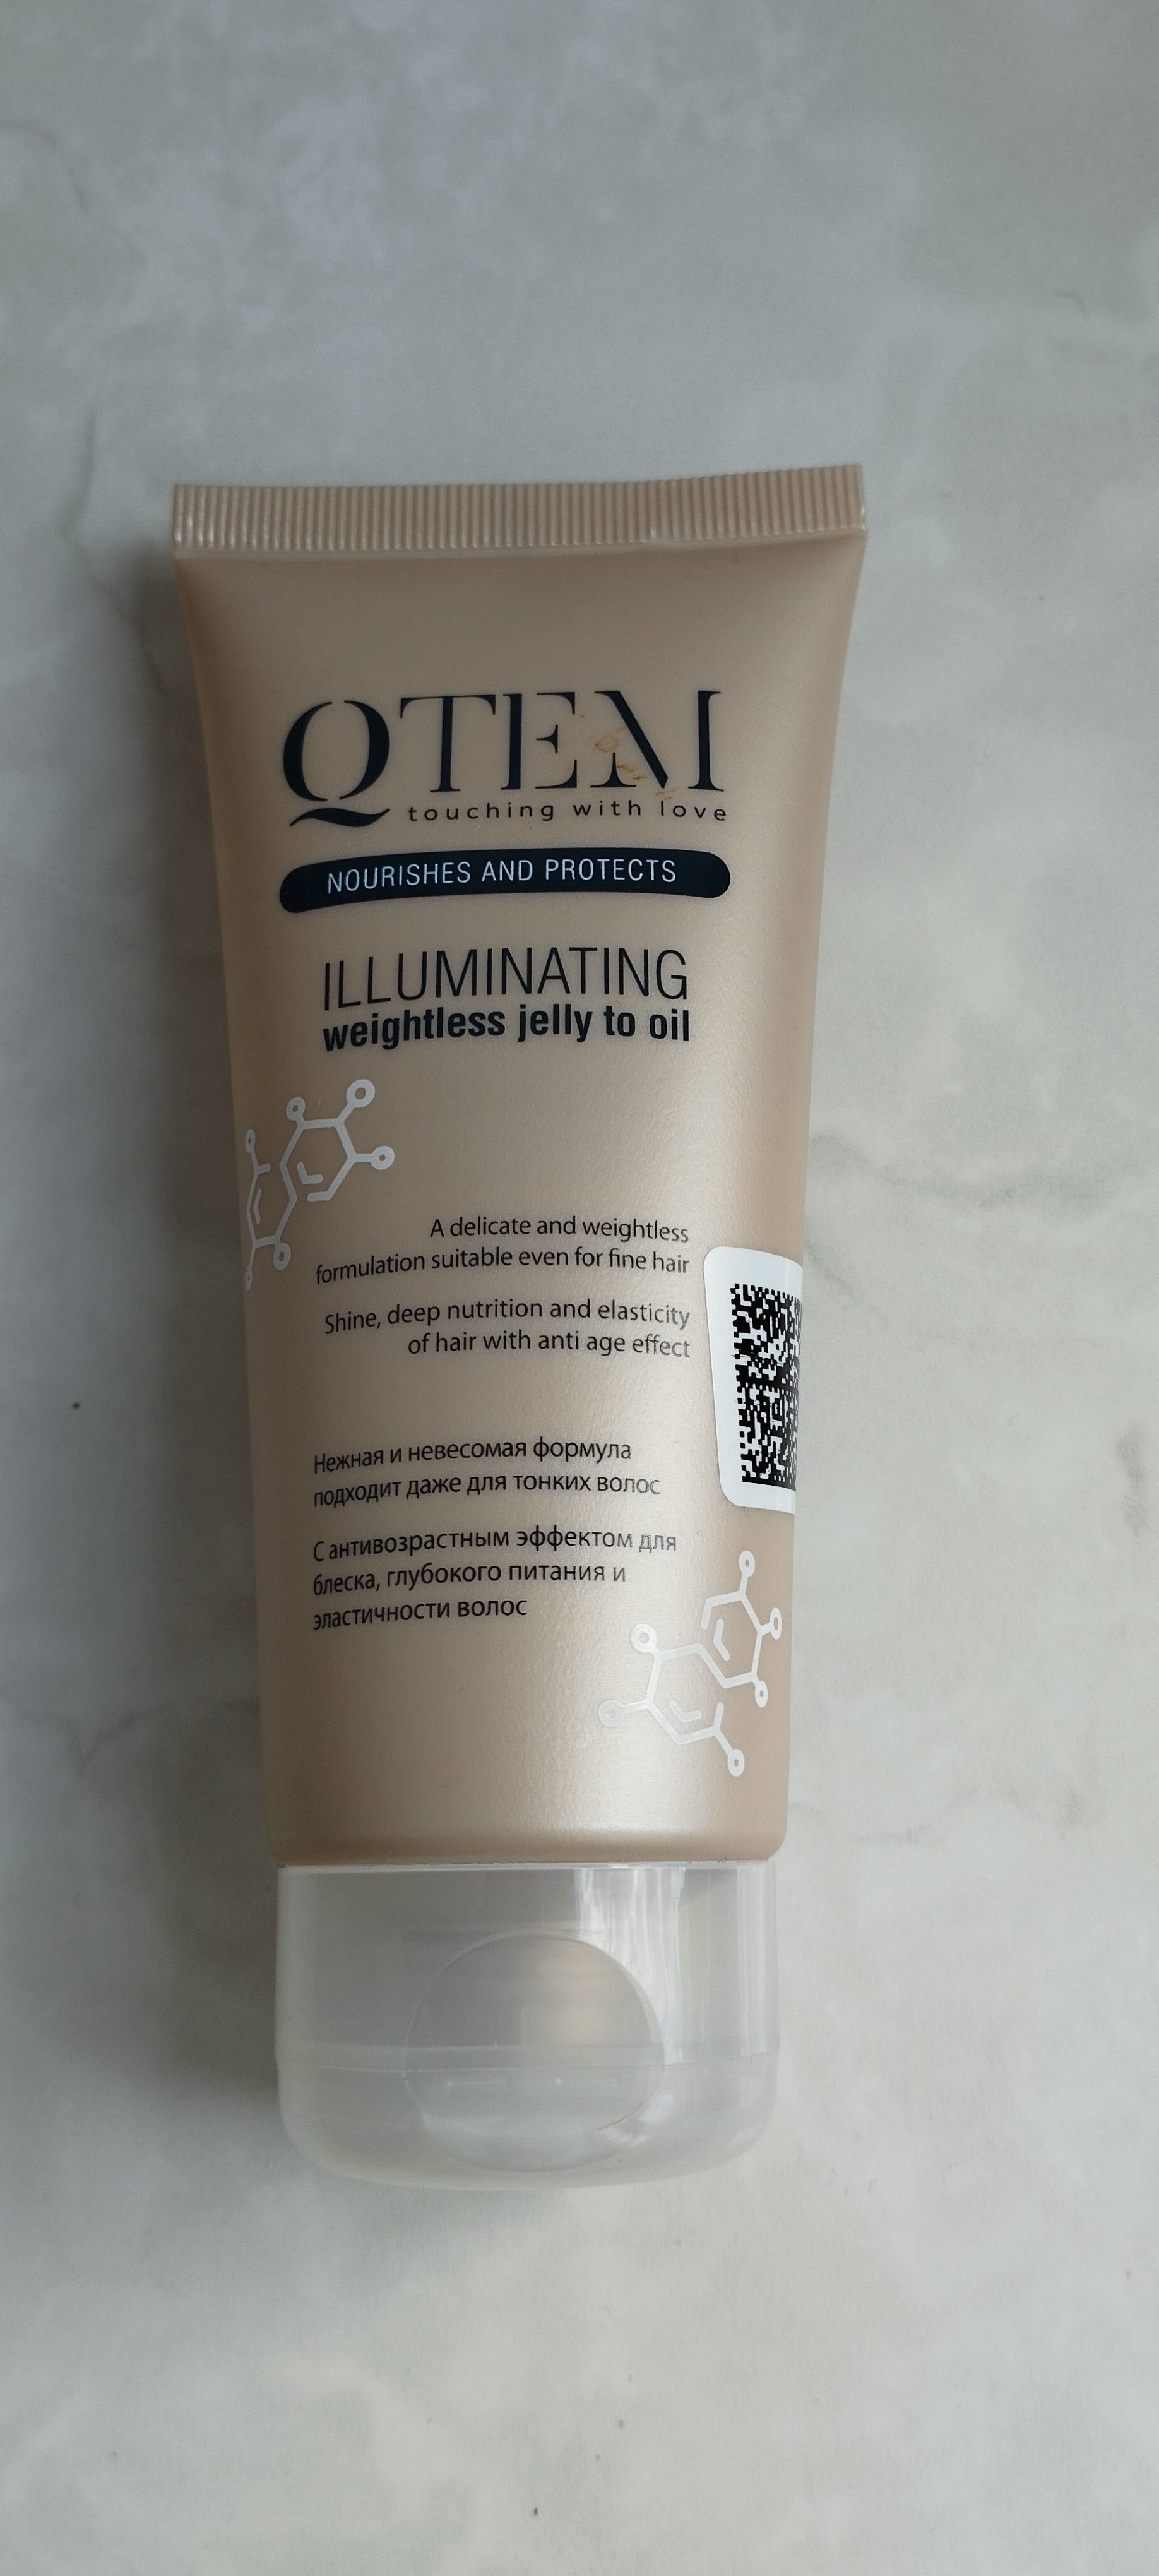 QTEM
touching with love
NOURISHES AND PROTECTS
ILLUMINATING
weightless jelly to oil
A delicate and weightless
formulation suitable even for fine hair
Shine, deep nutrition and elasticity
of hair with anti age effect
Нежная и невесомая формула
подходит даже для тонких волос
С антивозрастным эффектом для
блеска, глубокого питания и
эластичности волос